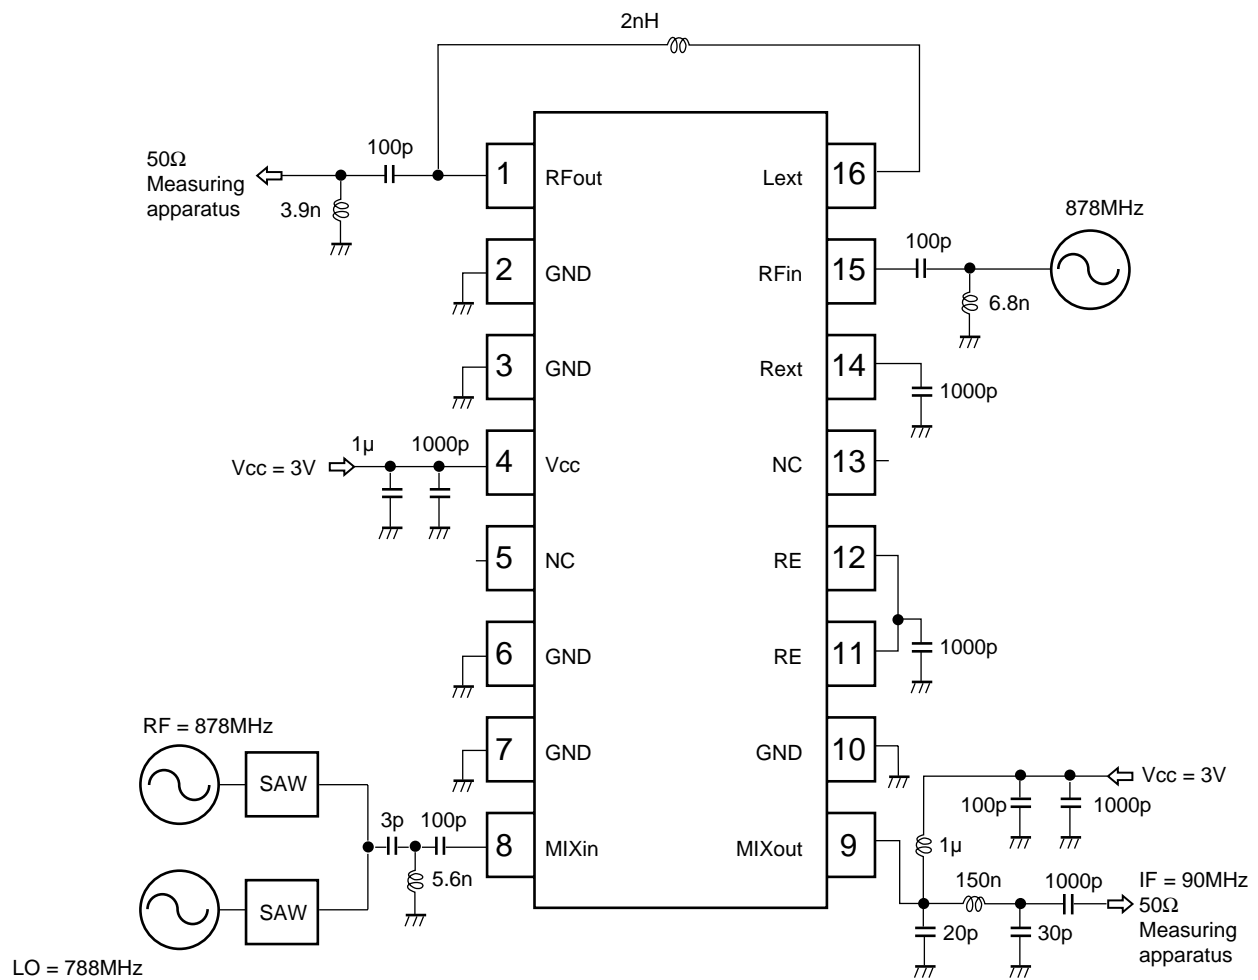 2nH
100p
50Ω
Measuring
apparatus
3.9n
1
RFout
Lext
16
878MHz
100p
2
GND
RFin
15
6.8n
3
GND
Rext
14
1000p
1µ
1000p
Vcc = 3V
4
Vcc
NC
13
5
NC
RE
12
6
GND
RE
11
1000p
RF = 878MHz
7
GND
GND
10
SAW
Vcc = 3V
100p
1000p
3p
100p
8
MIXin
MIXout
9
1µ
5.6n
150n
1000p
IF = 90MHz
50Ω
Measuring
apparatus
SAW
20p
30p
LO = 788MHz